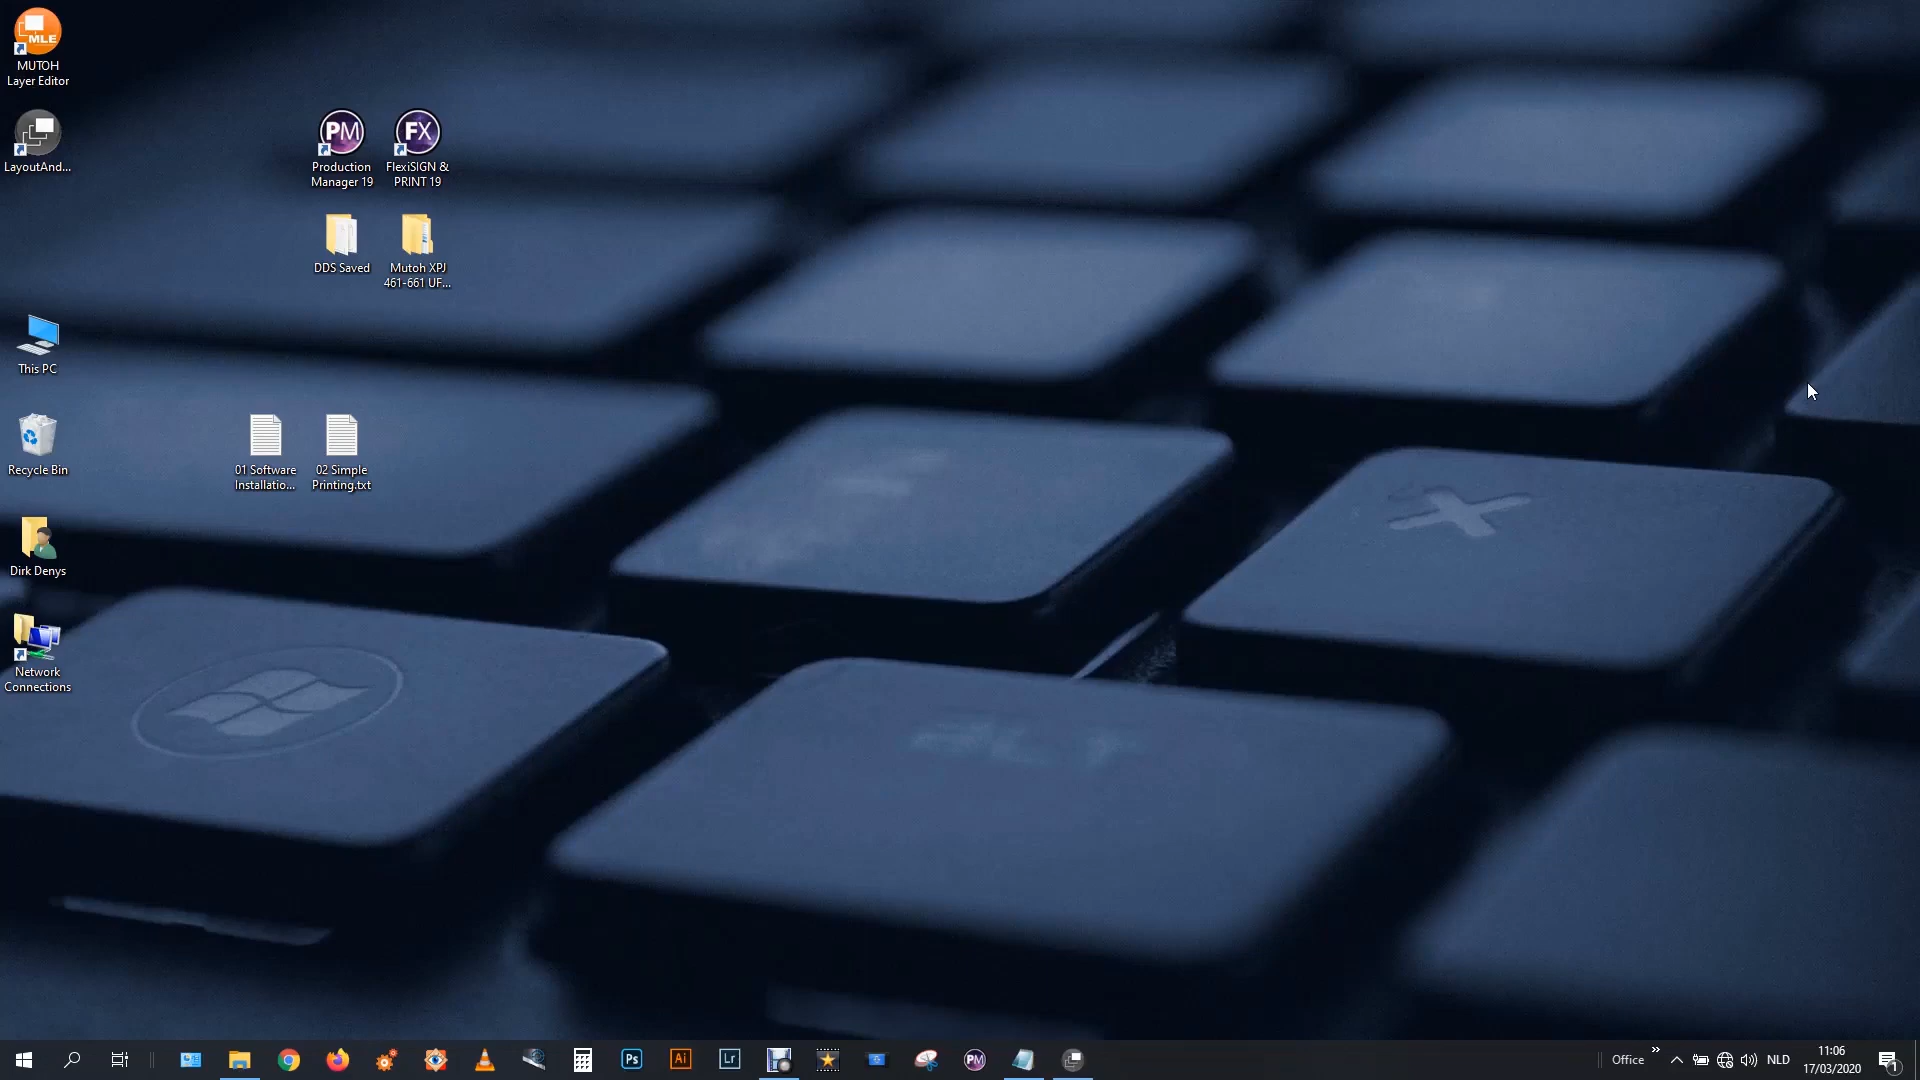 MLE
MUTOH
Layer Editor
LayoutAnd...
PM
Production
Manager 19
FX
FlexiSIGN &
PRINT 19
DDS Saved
Mutoh XPJ
461-661 UF...
This PC
Recycle Bin
01 Software
Installatio...
02 Simple
Printing.txt
Dirk Denys
Network
Connections
Ps
Ai
Lr
PM
Office
NLD
11:06
17/03/2020
1